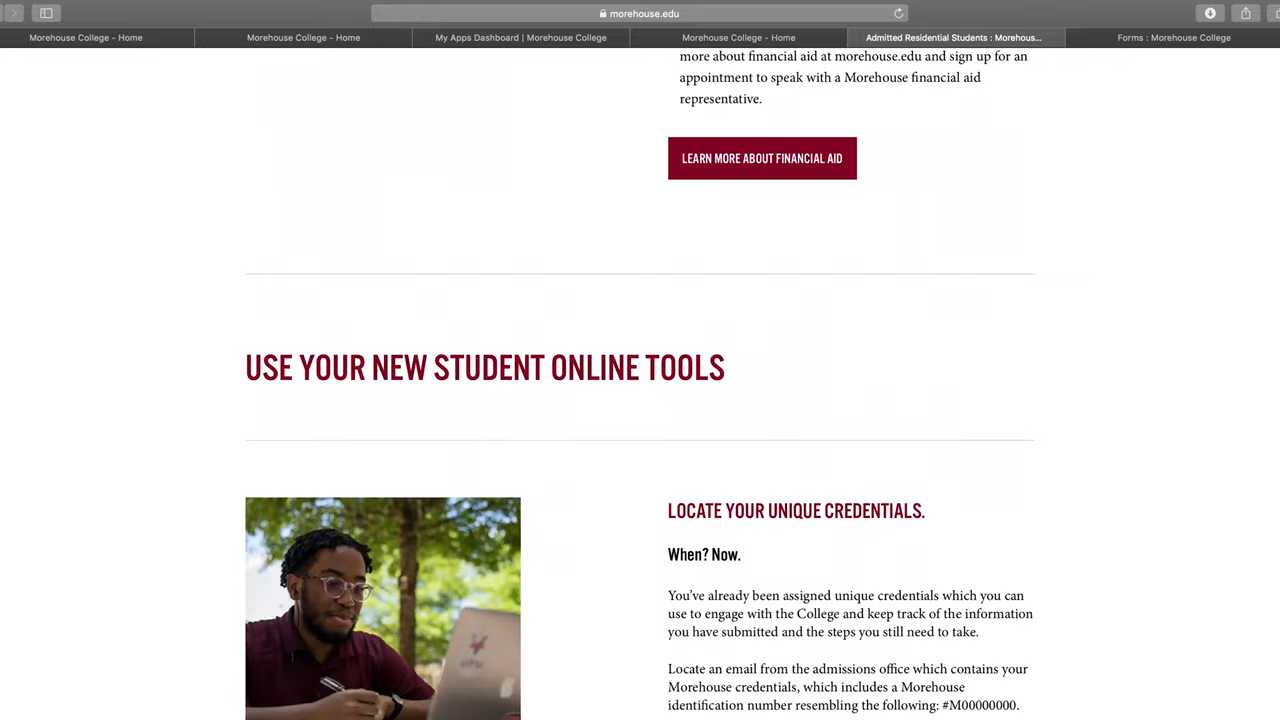 morehouse.edu
Morehouse College - Home
Morehouse College - Home
My Apps Dashboard | Morehouse College
Morehouse College - Home
Admitted Residential Students : Morehous...
Forms : Morehouse College
more about financial aid at morehouse.edu and sign up for an
appointment to speak with a Morehouse financial aid
representative.
LEARN MORE ABOUT FINANCIAL AID
USE YOUR NEW STUDENT ONLINE TOOLS
LOCATE YOUR UNIQUE CREDENTIALS.
When? Now.
You’ve already been assigned unique credentials which you can
use to engage with the College and keep track of the information
you have submitted and the steps you still need to take.
Locate an email from the admissions office which contains your
Morehouse credentials, which includes a Morehouse
identification number resembling the following: #M00000000.